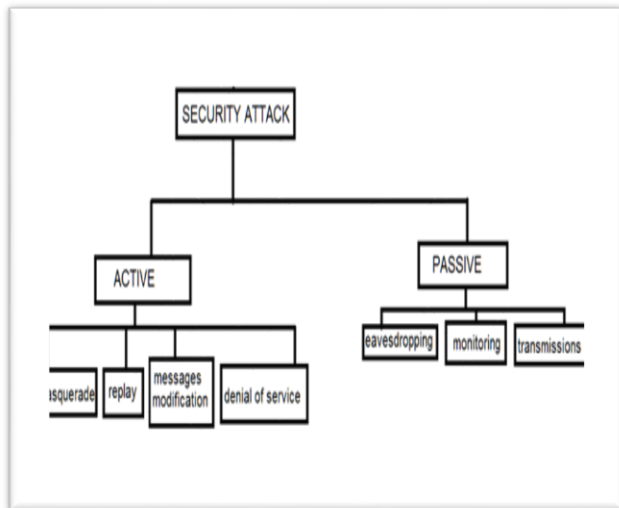 SECURITY ATTACK
ACTIVE
PASSIVE
eavesdropping
monitoring
transmissions
asquerade
replay
messages
modification
denial of service